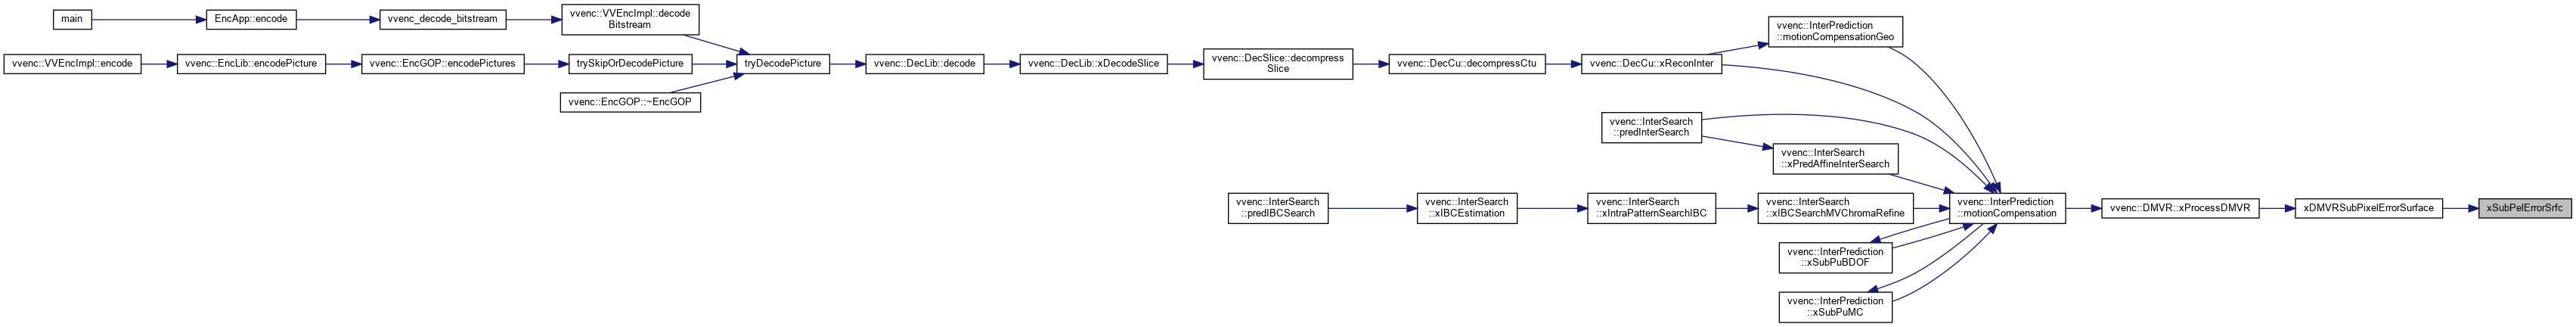 main
EncApp::encode
vvenc_decode_bitstream
vvenc::VVEncImpl::decode
Bitstream
vvenc::InterPrediction
::motionCompensationGeo
vvenc::VVEncImpl::encode
vvenc::EncLib::encodePicture
vvenc::EncGOP::encodePictures
trySkipOrDecodePicture
tryDecodePicture
vvenc::DecLib::decode
vvenc::DecLib::xDecodeSlice
vvenc::DecSlice::decompress
Slice
vvenc::DecCu::decompressCtu
vvenc::DecCu::xReconInter
vvenc::EncGOP::~EncGOP
vvenc::InterSearch
::predInterSearch
vvenc::InterSearch
::xPredAffineInterSearch
vvenc::InterSearch
::predIBCSearch
vvenc::InterSearch
::xIBCEstimation
vvenc::InterSearch
::xIntraPatternSearchIBC
vvenc::InterSearch
::xIBCSearchMVChromaRefine
vvenc::InterPrediction
::motionCompensation
vvenc::DMVR::xProcessDMVR
xDMVRSubPixelErrorSurface
xSubPelErrorSrfc
vvenc::InterPrediction
::xSubPuBDOF
vvenc::InterPrediction
::xSubPuMC